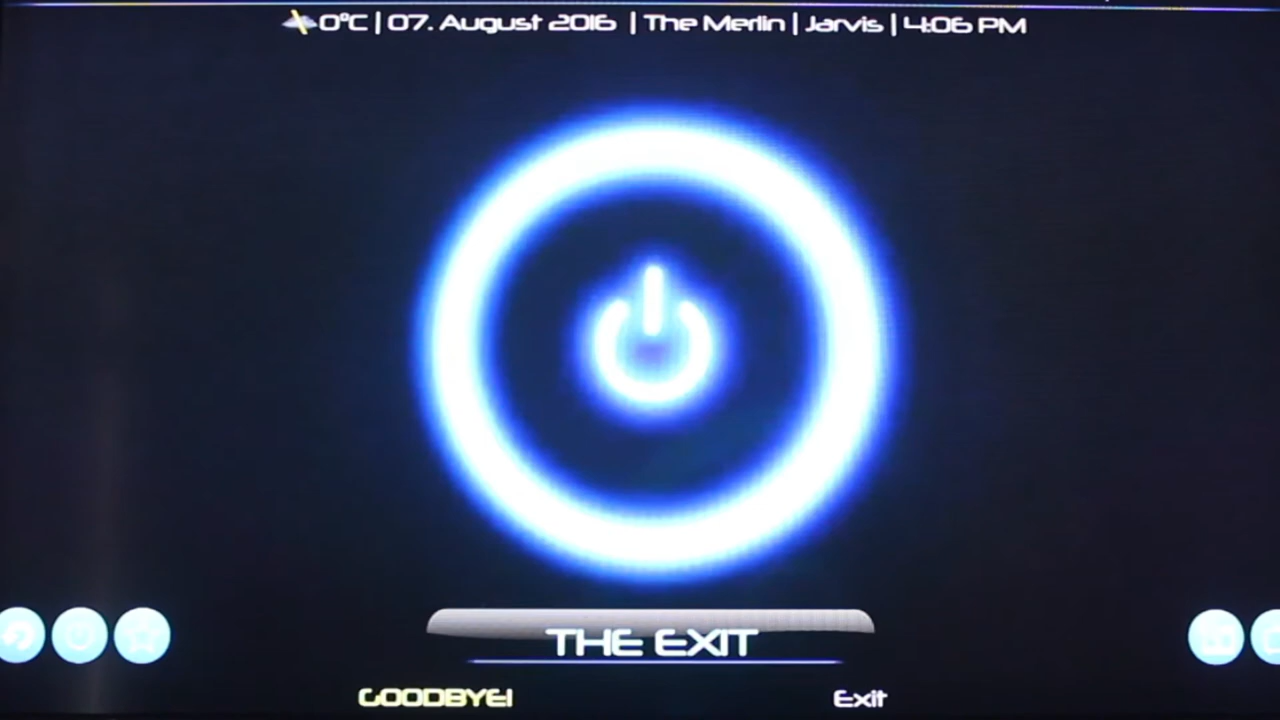 0°C | 07. August 2016 | The Merlin | Jarvis | 4:06 PM
THE EXIT
GOODBYE! Exit